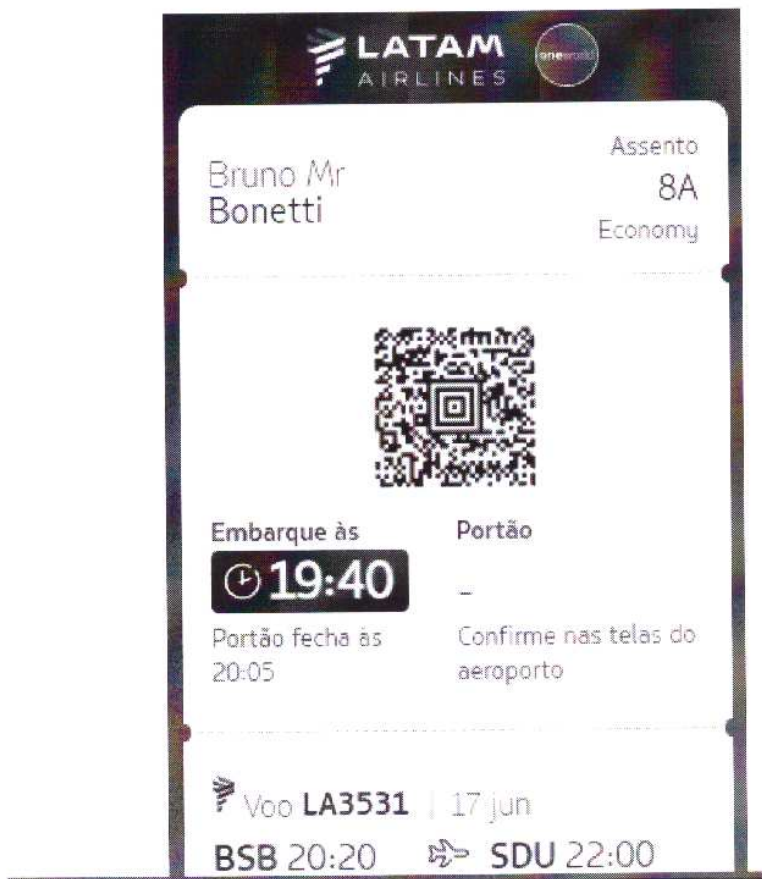 LATAM
AIRLINES
oneworld
Bruno Mr
Bonetti
Assento
8A
Economy
Embarque às
19:40
Portão fecha às
20:05
Portão
–
Confirme nas telas do
aeroporto
Voo LA3531 | 17 jun
BSB 20:20 SDU 22:00